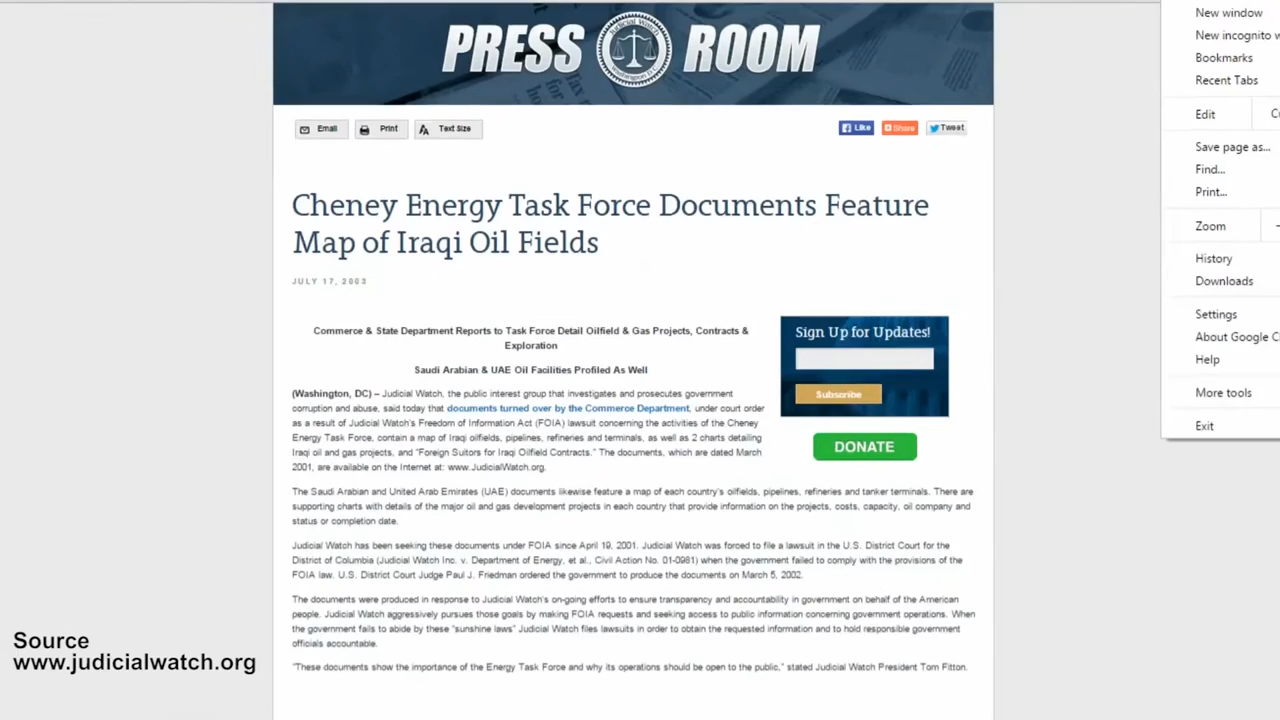 PRESS ROOM
Judicial Watch
Email
Print
Text Size
Like
Share
Tweet
Cheney Energy Task Force Documents Feature
Map of Iraqi Oil Fields
JULY 17, 2003
Commerce & State Department Reports to Task Force Detail Oilfield & Gas Projects, Contracts &
Exploration
Saudi Arabian & UAE Oil Facilities Profiled As Well
(Washington, DC) – Judicial Watch, the public interest group that investigates and prosecutes government
corruption and abuse, said today that documents turned over by the Commerce Department, under court order
as a result of Judicial Watch's Freedom of Information Act (FOIA) lawsuit concerning the activities of the Cheney
Energy Task Force, contain a map of Iraqi oilfields, pipelines, refineries and terminals, as well as 2 charts detailing
Iraqi oil and gas projects, and "Foreign Suitors for Iraqi Oilfield Contracts." The documents, which are dated March
2001, are available on the Internet at: www.JudicialWatch.org.
The Saudi Arabian and United Arab Emirates (UAE) documents likewise feature a map of each country's oilfields, pipelines, refineries and tanker terminals. There are
supporting charts with details of the major oil and gas development projects in each country that provide information on the projects, costs, capacity, oil company and
status or completion date.
Judicial Watch has been seeking these documents under FOIA since April 19, 2001. Judicial Watch was forced to file a lawsuit in the U.S. District Court for the
District of Columbia (Judicial Watch Inc. v. Department of Energy, et al., Civil Action No. 01-0981) when the government failed to comply with the provisions of the
FOIA law. U.S. District Court Judge Paul J. Friedman ordered the government to produce the documents on March 5, 2002.
The documents were produced in response to Judicial Watch's on-going efforts to ensure transparency and accountability in government on behalf of the American
people. Judicial Watch aggressively pursues those goals by making FOIA requests and seeking access to public information concerning government operations. When
the government fails to abide by these "sunshine laws" Judicial Watch files lawsuits in order to obtain the requested information and to hold responsible government
officials accountable.
"These documents show the importance of the Energy Task Force and why its operations should be open to the public," stated Judicial Watch President Tom Fitton.
Sign Up for Updates!
Subscribe
DONATE
New window
New incognito w
Bookmarks
Recent Tabs
Edit
Save page as...
Find...
Print...
Zoom
History
Downloads
Settings
About Google C
Help
More tools
Exit
Source
www.judicialwatch.org